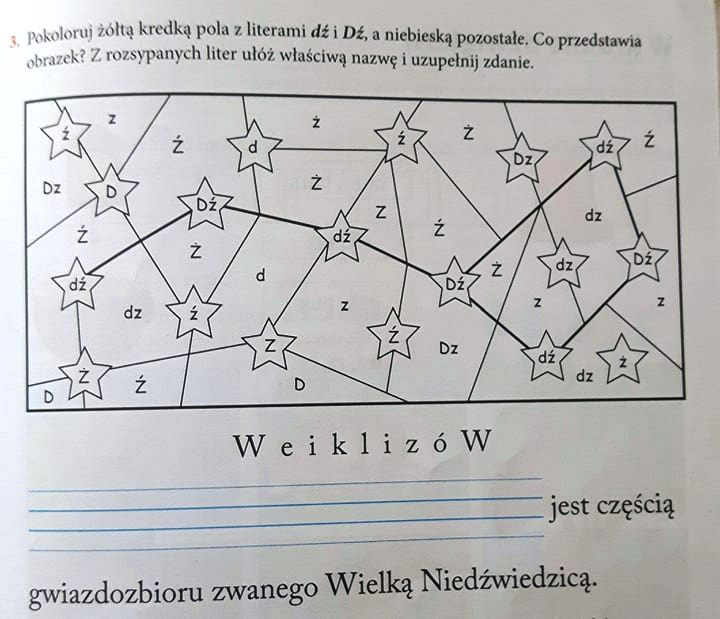 3. Pokoloruj żółtą kredką pola z literami dź i Dź, a niebieską pozostałe. Co przedstawia
obrazek? Z rozsypanych liter ułóż właściwą nazwę i uzupełnij zdanie.
ź z Ź d ż ź Ż Dz dź Ź
Dz D Dź Ż Z dz
Ź Ż dź Ź Dź
dź d Dź Ż dz
dz ź z z z
Ż Z Ź Dz dź ż
D Ź D dz
W e i k l i z ó W
jest częścią
gwiazdozbioru zwanego Wielką Niedźwiedzicą.